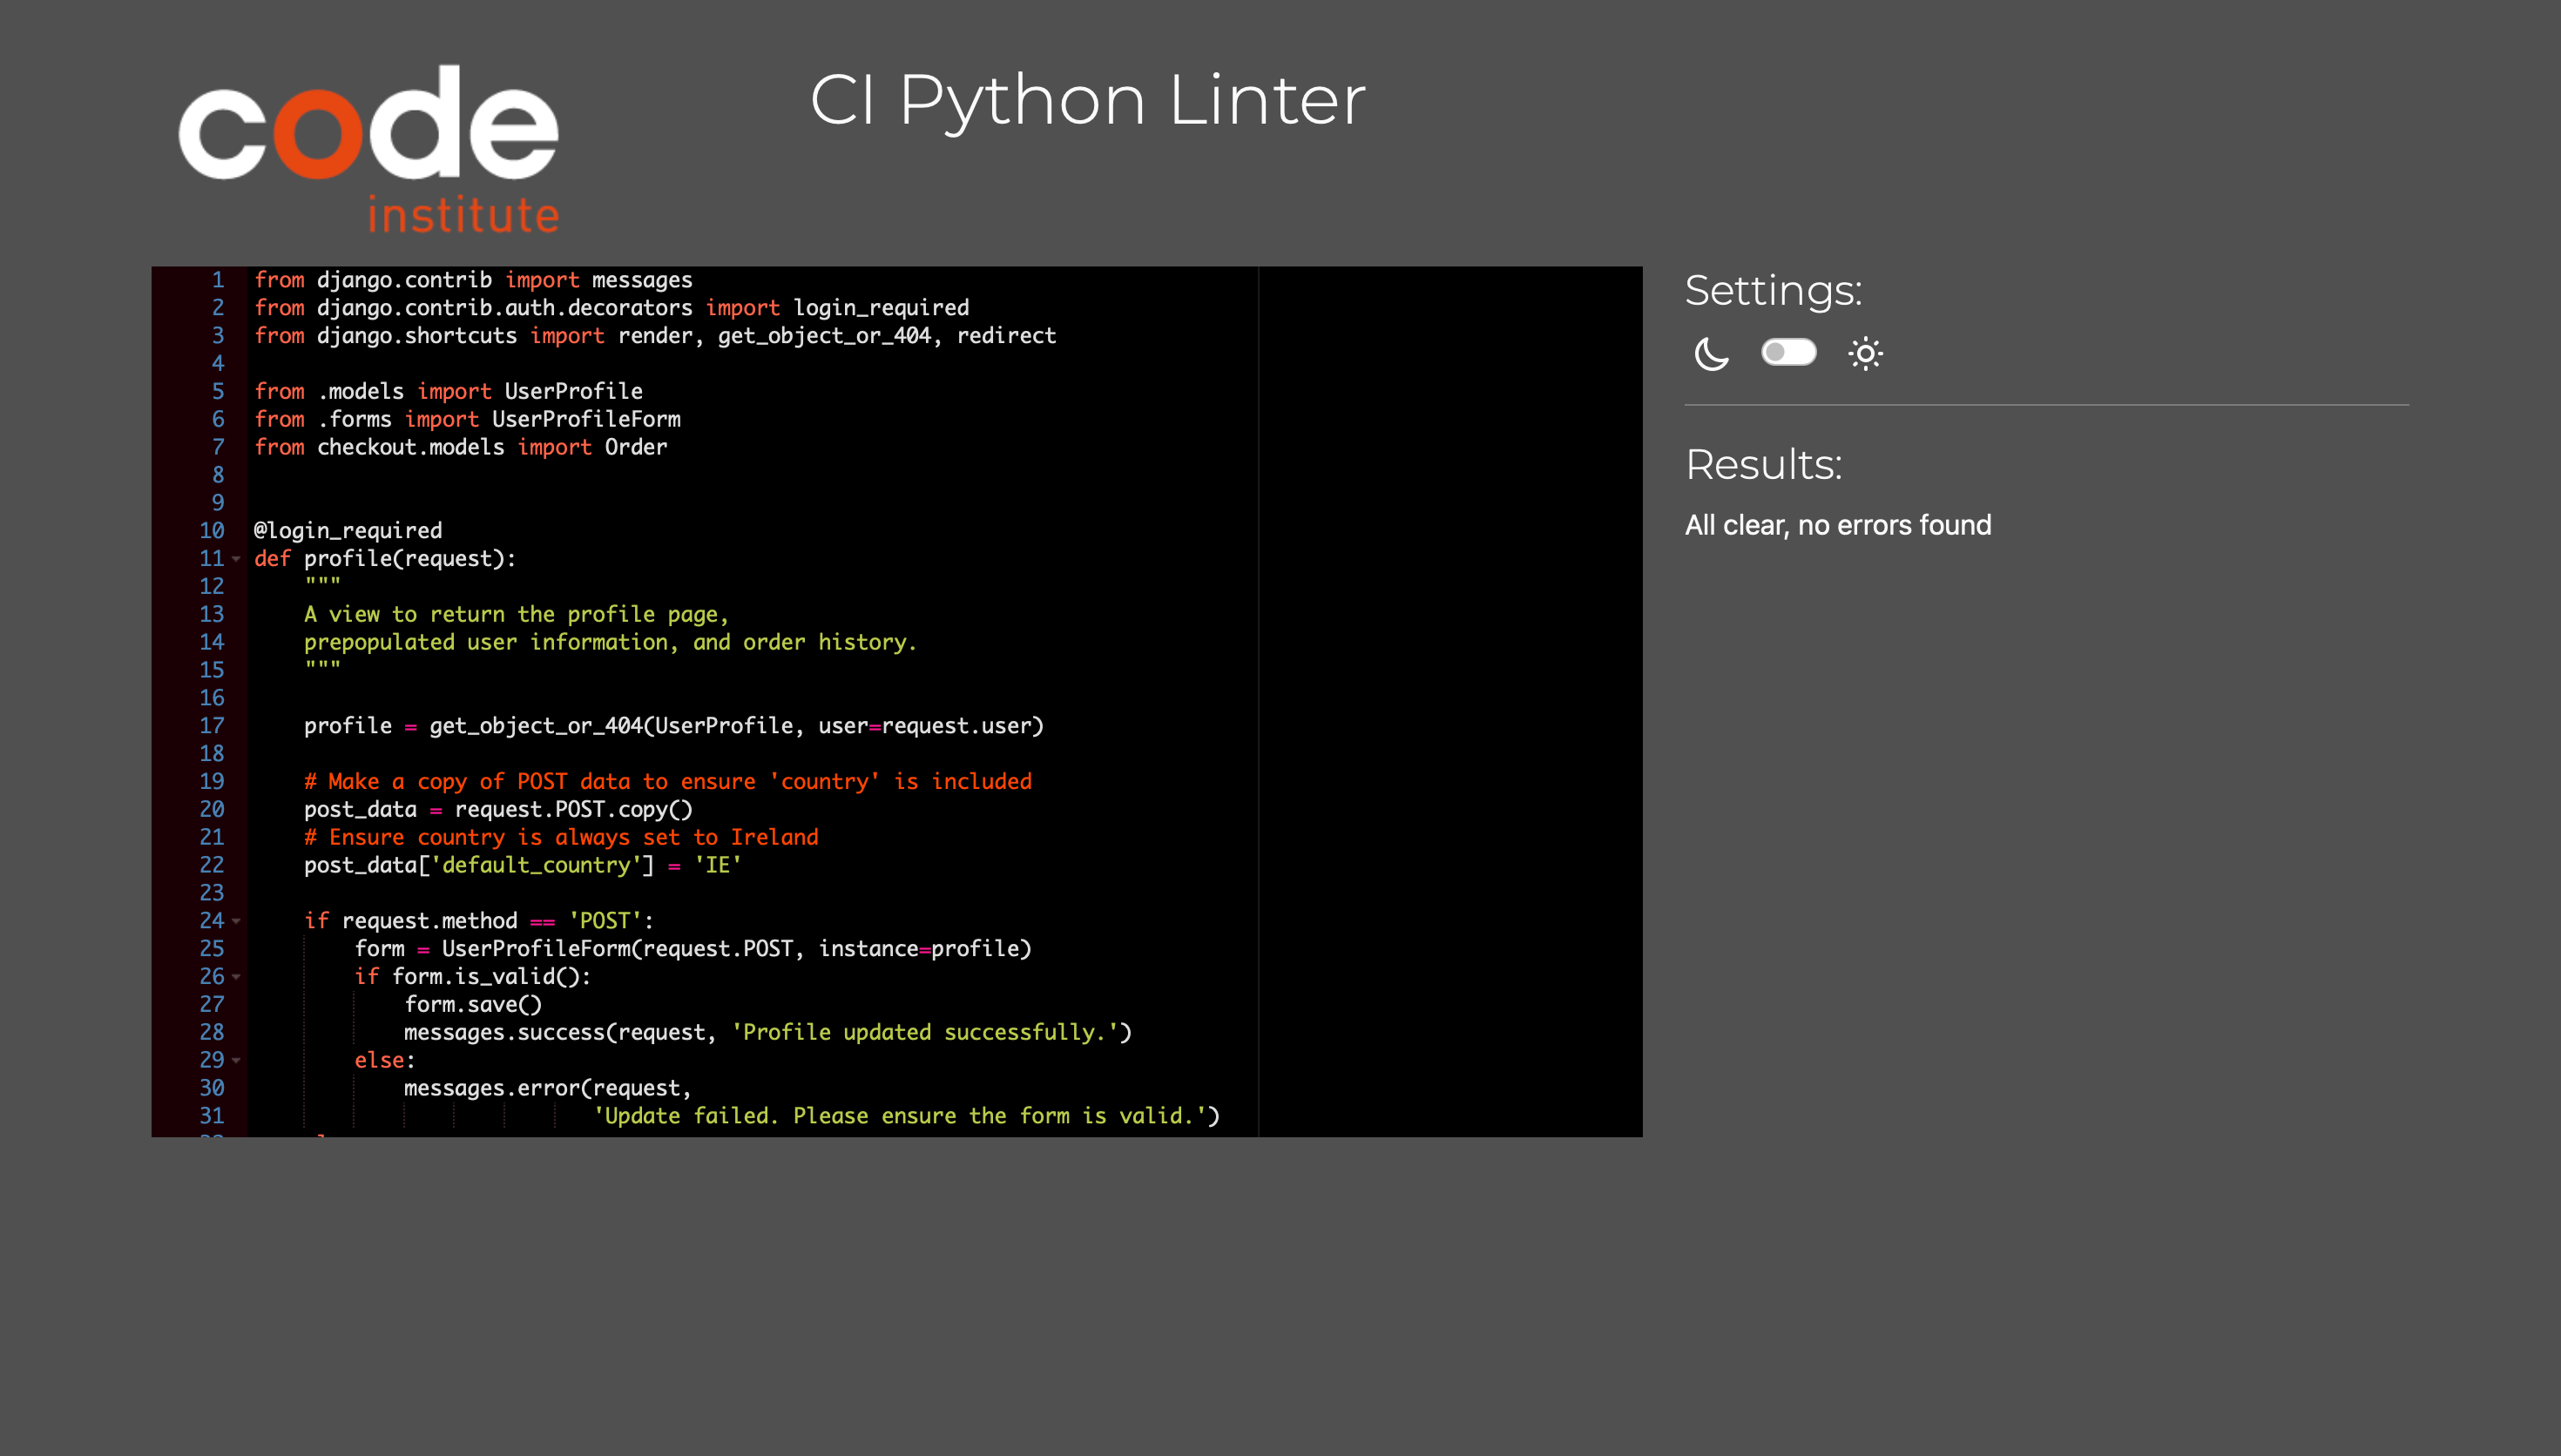 code
institute
CI Python Linter
1 from django.contrib import messages
2 from django.contrib.auth.decorators import login_required
3 from django.shortcuts import render, get_object_or_404, redirect
4
5 from .models import UserProfile
6 from .forms import UserProfileForm
7 from checkout.models import Order
8
9
10 @login_required
11 def profile(request):
12     """
13     A view to return the profile page,
14     prepopulated user information, and order history.
15     """
16
17     profile = get_object_or_404(UserProfile, user=request.user)
18
19     # Make a copy of POST data to ensure 'country' is included
20     post_data = request.POST.copy()
21     # Ensure country is always set to Ireland
22     post_data['default_country'] = 'IE'
23
24     if request.method == 'POST':
25         form = UserProfileForm(request.POST, instance=profile)
26         if form.is_valid():
27             form.save()
28             messages.success(request, 'Profile updated successfully.')
29         else:
30             messages.error(request,
31                            'Update failed. Please ensure the form is valid.')
Settings:
Results:
All clear, no errors found